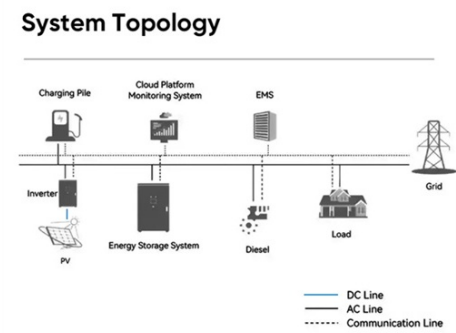 System Topology
Charging Pile
Cloud Platform
Monitoring System
EMS
Grid
Inverter
PV
Energy Storage System
Diesel
Load
DC Line
AC Line
Communication Line